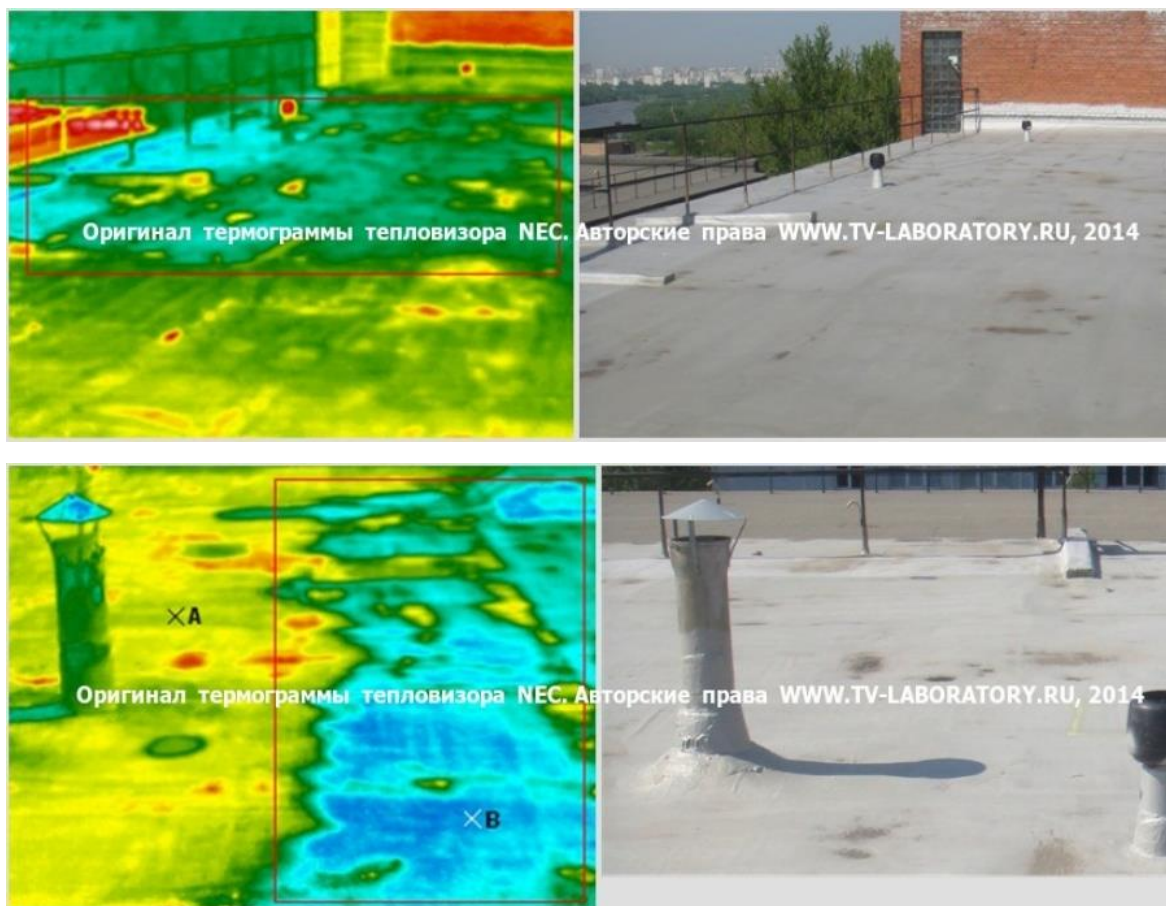 Оригинал термограммы тепловизора NEC. Авторские права WWW.TV-LABORATORY.RU, 2014
A
Оригинал термограммы тепловизора NEC. Авторские права WWW.TV-LABORATORY.RU, 2014
B